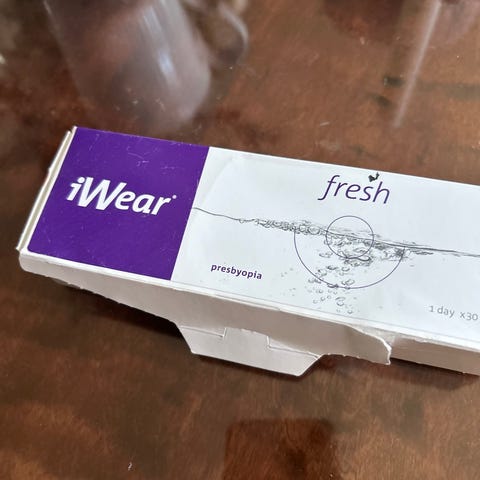 iWear®
fresh
presbyopia
1 day x30